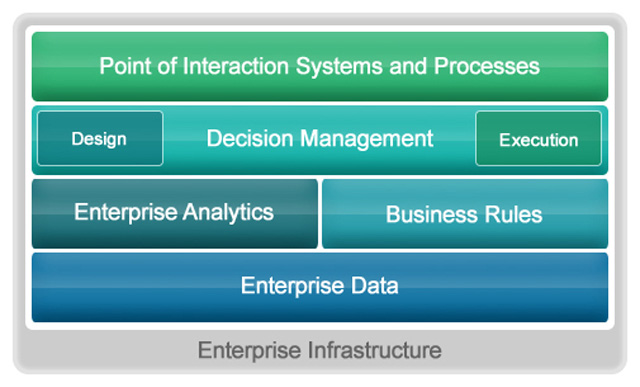 Point of Interaction Systems and Processes
Design
Decision Management
Execution
Enterprise Analytics
Business Rules
Enterprise Data
Enterprise Infrastructure